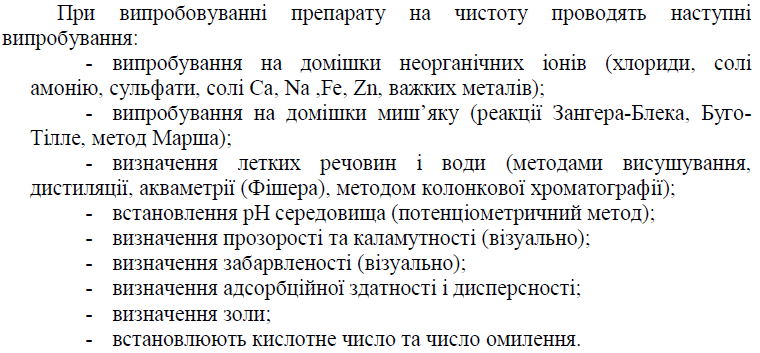 При випробовуванні препарату на чистоту проводять наступні
випробування:
- випробування на домішки неорганічних іонів (хлориди, солі
амонію, сульфати, солі Ca, Na ,Fe, Zn, важких металів);
- випробування на домішки миш’яку (реакції Зангера-Блека, Буго-
Тілле, метод Марша);
- визначення летких речовин і води (методами висушування,
дистиляції, акваметрії (Фішера), методом колонкової хроматографії);
- встановлення рН середовища (потенціометричний метод);
- визначення прозорості та каламутності (візуально);
- визначення забарвленості (візуально);
- визначення адсорбційної здатності і дисперсності;
- визначення золи;
- встановлюють кислотне число та число омилення.